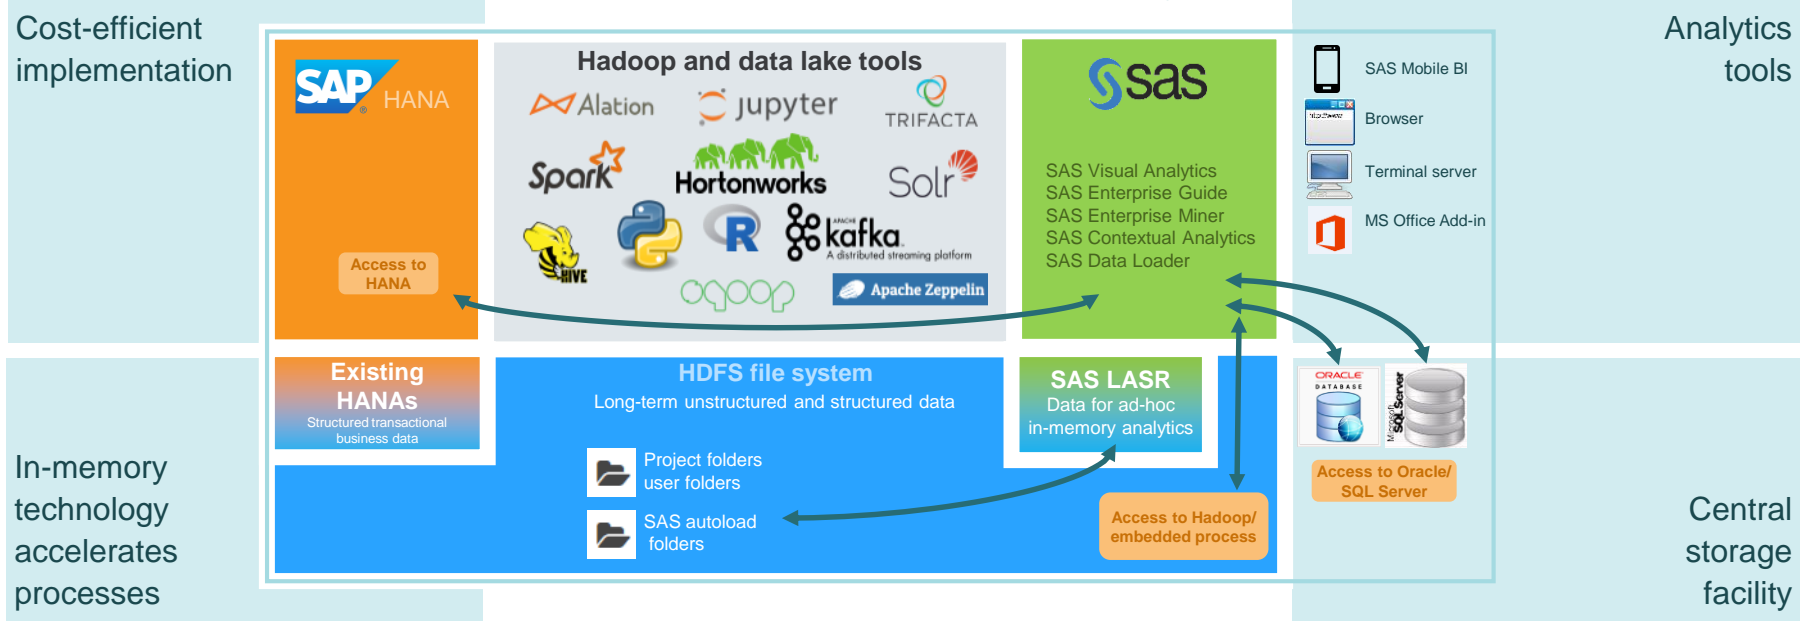 Cost-efficient
implementation
Analytics
tools
In-memory
technology
accelerates
processes
Central
storage
facility
SAP HANA
Access to
HANA
Hadoop and data lake tools
Alation
jupyter
TRIFACTA
Spark
Hortonworks
Solr
HIVE
R
APACHE
kafka
A distributed streaming platform
sqoop
Apache Zeppelin
sas
SAS Visual Analytics
SAS Enterprise Guide
SAS Enterprise Miner
SAS Contextual Analytics
SAS Data Loader
SAS Mobile BI
Browser
Terminal server
MS Office Add-in
Existing
HANAs
Structured transactional
business data
HDFS file system
Long-term unstructured and structured data
Project folders
user folders
SAS autoload
folders
SAS LASR
Data for ad-hoc
in-memory analytics
Access to Hadoop/
embedded process
ORACLE
DATABASE
Microsoft
SQL Server
Access to Oracle/
SQL Server